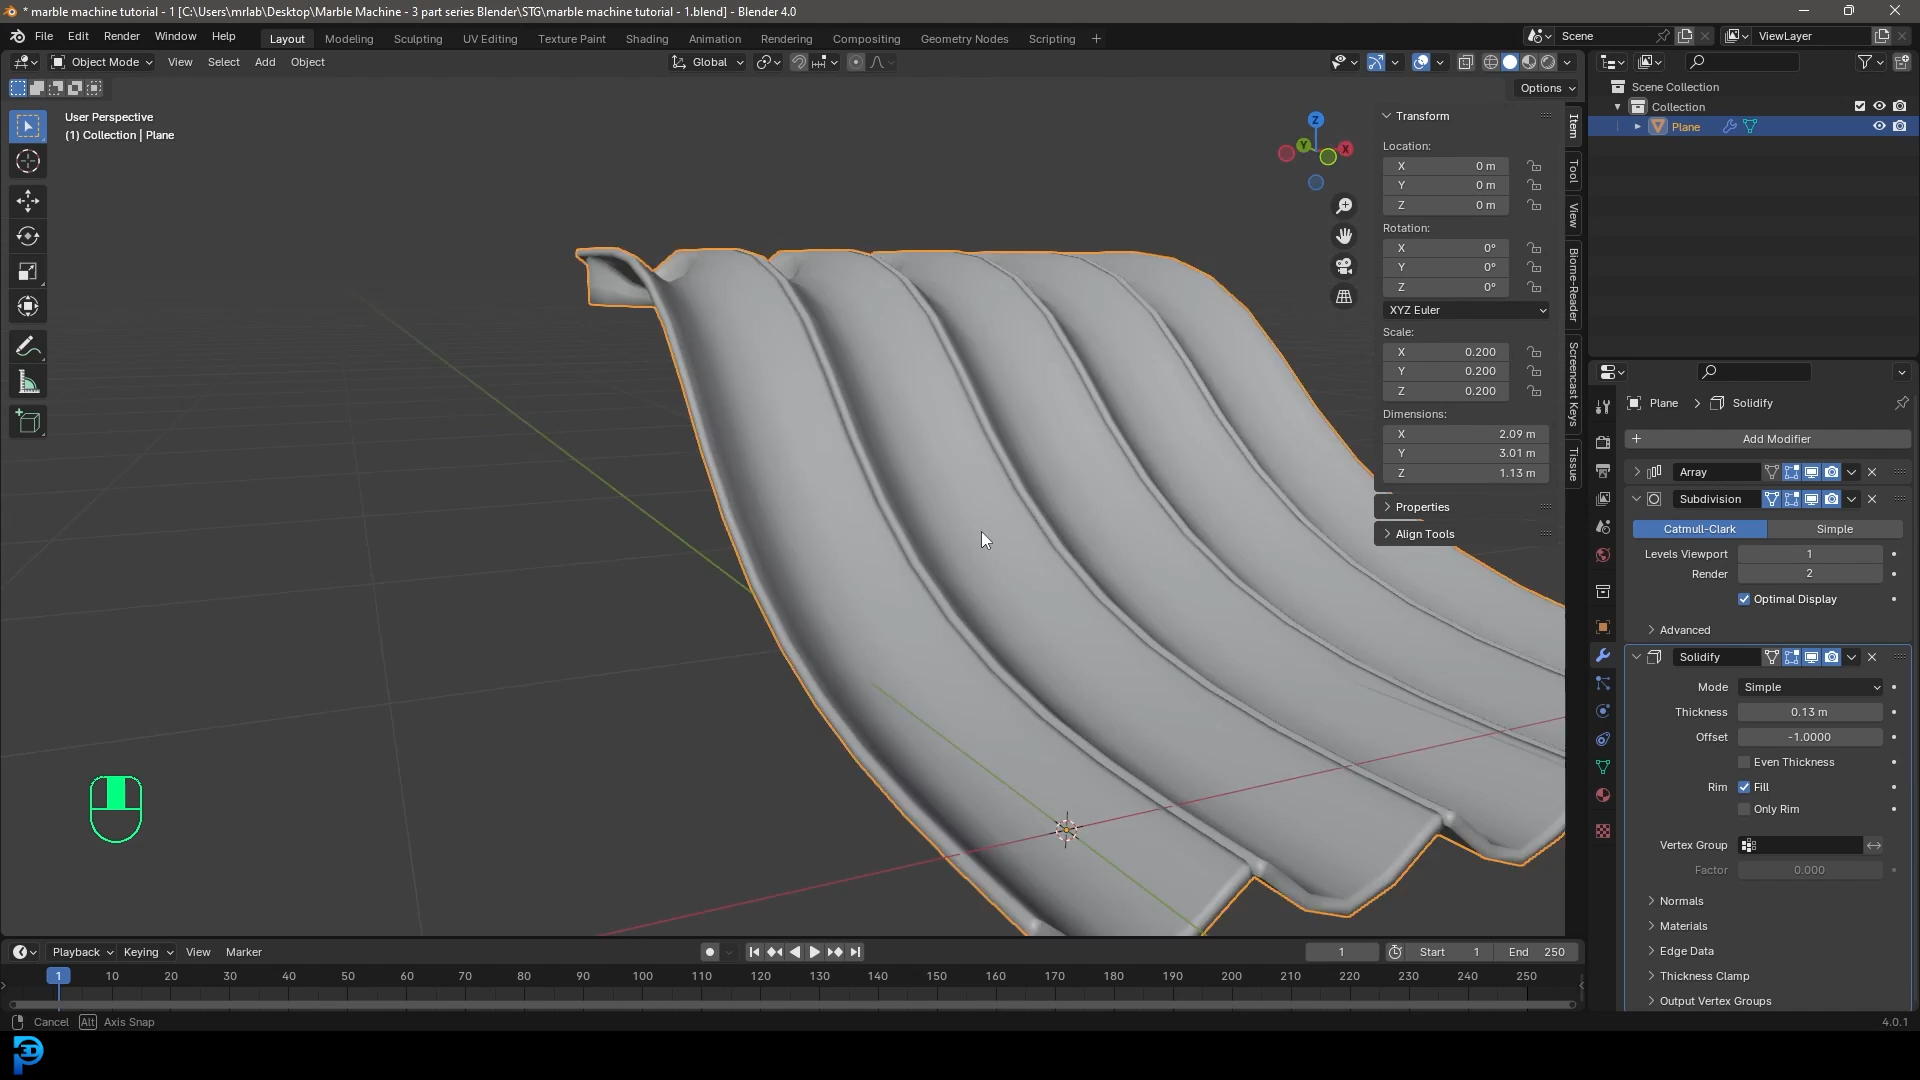 * marble machine tutorial - 1 [C:\Users\mrlab\Desktop\Marble Machine - 3 part series Blender\STG\marble machine tutorial - 1.blend] - Blender 4.0
File Edit Render Window Help Layout Modeling Sculpting UV Editing Texture Paint Shading Animation Rendering Compositing Geometry Nodes Scripting + Scene ViewLayer
Object Mode View Select Add Object Global
Options
User Perspective
(1) Collection | Plane
Z
Y
X
Transform
Location:
X 0 m
Y 0 m
Z 0 m
Rotation:
X 0°
Y 0°
Z 0°
XYZ Euler
Scale:
X 0.200
Y 0.200
Z 0.200
Dimensions:
X 2.09 m
Y 3.01 m
Z 1.13 m
Properties
Align Tools
Item
Tool
View
Biome-Reader
Screencast Keys
Tissue
Scene Collection
Collection
Plane
Plane > Solidify
+ Add Modifier
Array
Subdivision
Catmull-Clark Simple
Levels Viewport 1
Render 2
Optimal Display
Advanced
Solidify
Mode Simple
Thickness 0.13 m
Offset -1.0000
Even Thickness
Rim Fill
Only Rim
Vertex Group
Factor 0.000
Normals
Materials
Edge Data
Thickness Clamp
Output Vertex Groups
Playback Keying View Marker 1 Start 1 End 250
1 10 20 30 40 50 60 70 80 90 100 110 120 130 140 150 160 170 180 190 200 210 220 230 240 250
Cancel Alt Axis Snap 4.0.1
3D